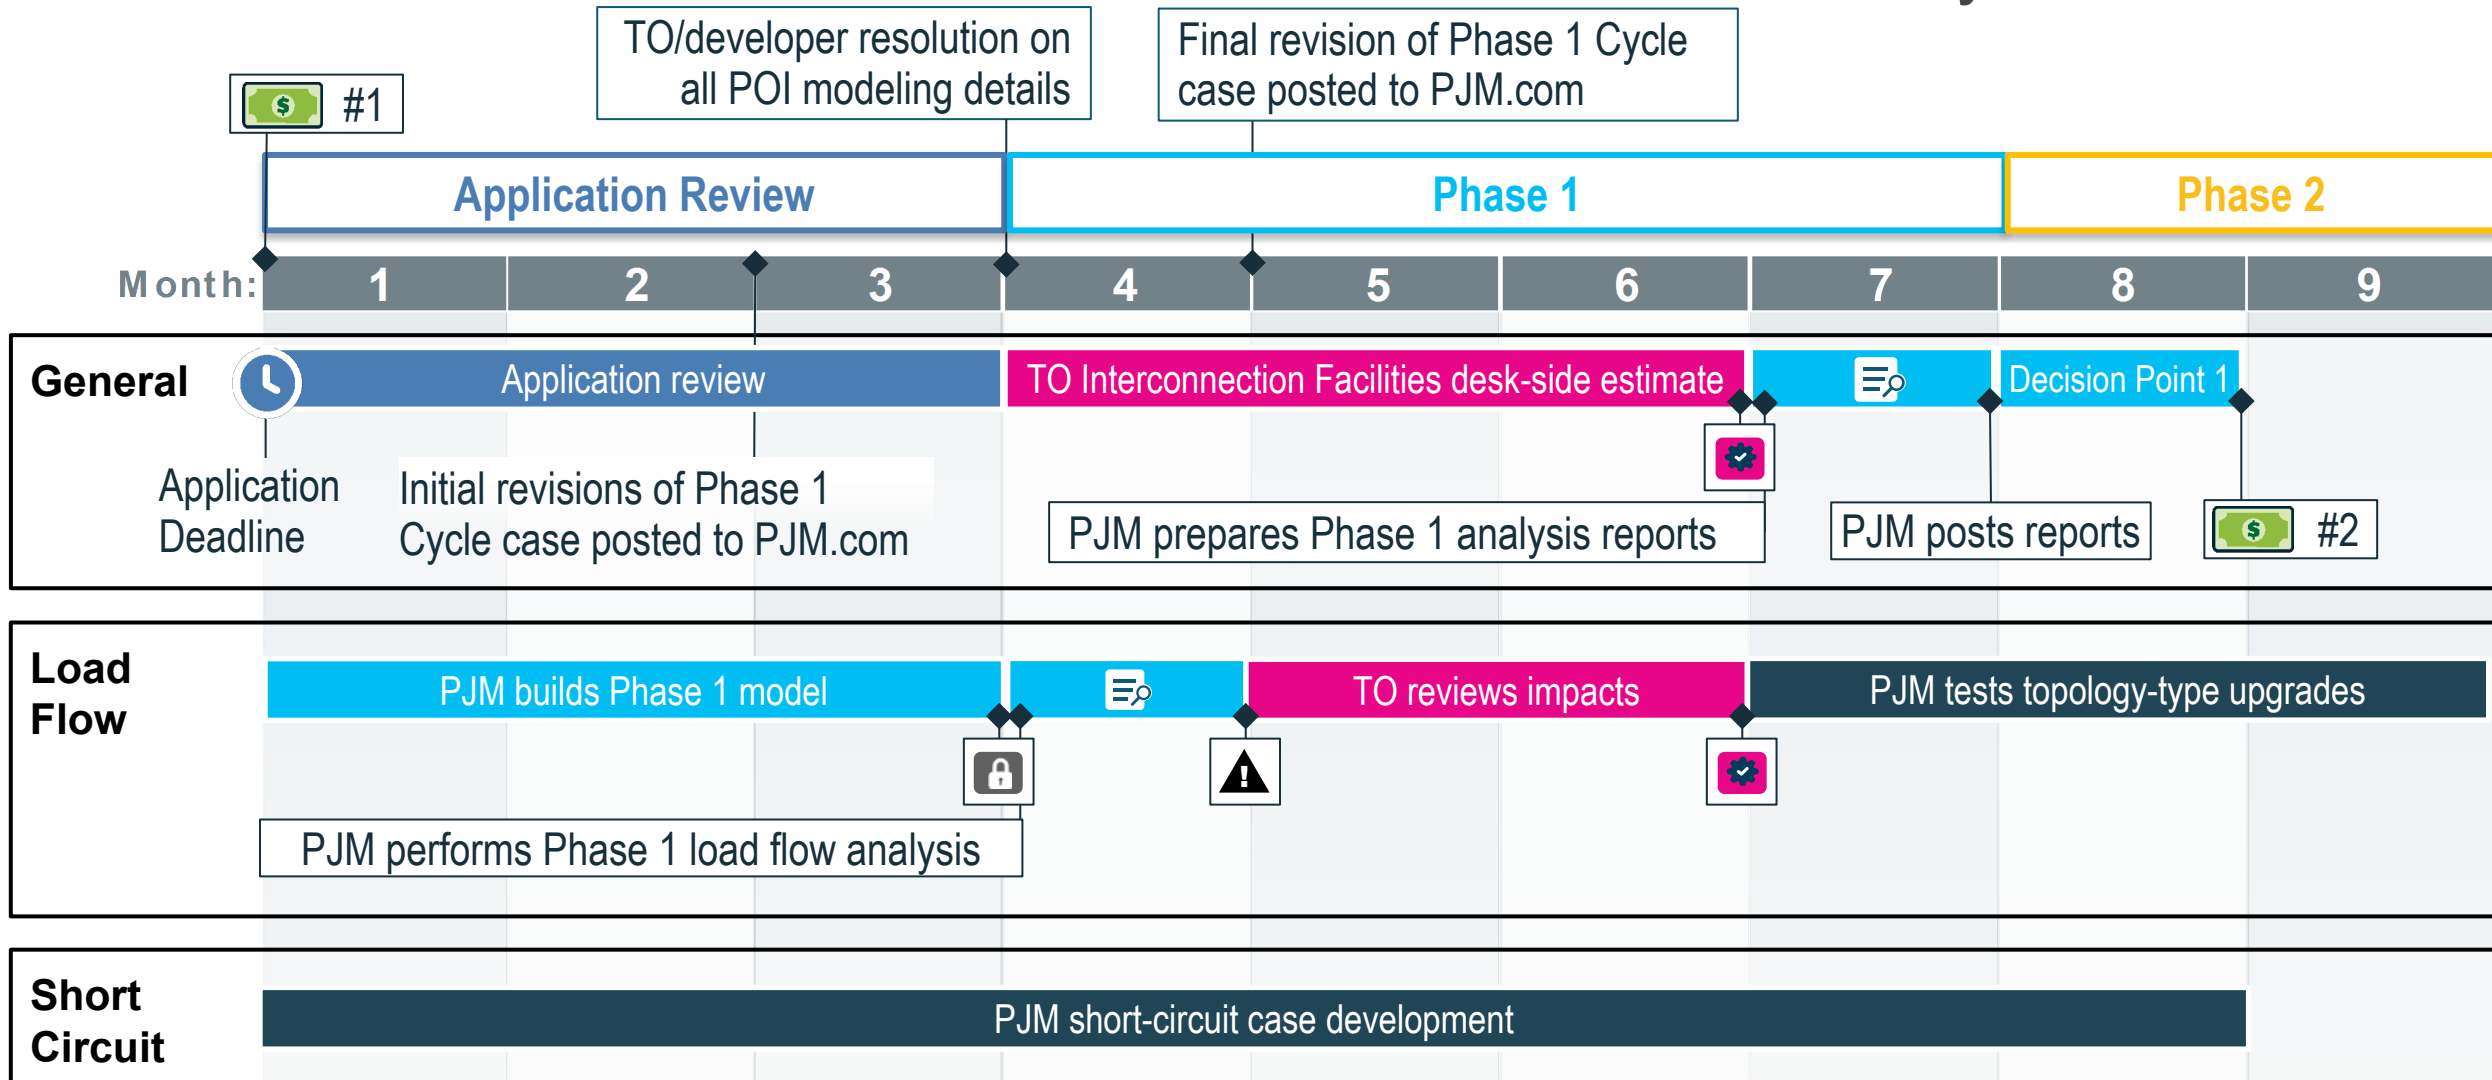 TO/developer resolution on
all POI modeling details
Final revision of Phase 1 Cycle
case posted to PJM.com
#1
Application Review
Phase 1
Phase 2
Month:
1
2
3
4
5
6
7
8
9
General
Application review
TO Interconnection Facilities desk-side estimate
Decision Point 1
Application
Deadline
Initial revisions of Phase 1
Cycle case posted to PJM.com
PJM prepares Phase 1 analysis reports
PJM posts reports
#2
Load
Flow
PJM builds Phase 1 model
TO reviews impacts
PJM tests topology-type upgrades
PJM performs Phase 1 load flow analysis
Short
Circuit
PJM short-circuit case development